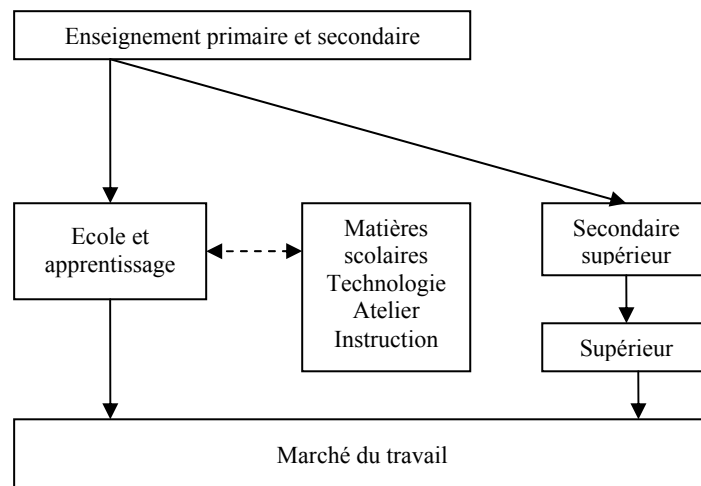 Enseignement primaire et secondaire
Ecole et
apprentissage
Matières
scolaires
Technologie
Atelier
Instruction
Secondaire
supérieur
Supérieur
Marché du travail